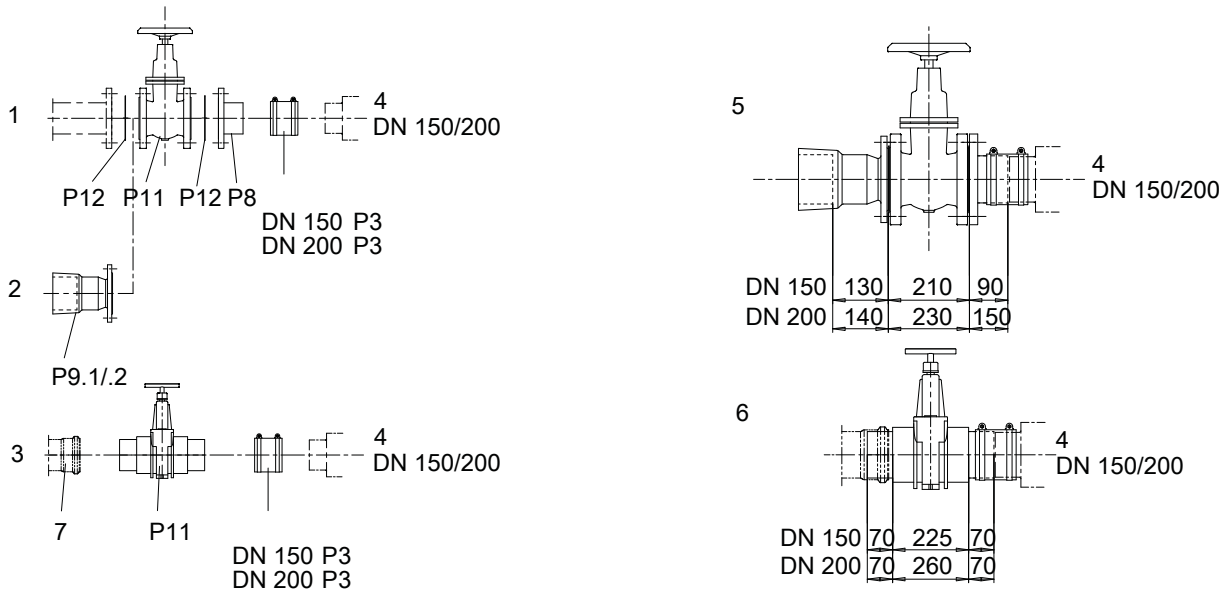 1
4
DN 150/200
P12 P11 P12 P8
DN 150 P3
DN 200 P3
2
P9.1/.2
3
4
DN 150/200
7
P11
DN 150 P3
DN 200 P3
5
4
DN 150/200
DN 150 130 210 90
DN 200 140 230 150
6
4
DN 150/200
DN 150 70 225 70
DN 200 70 260 70